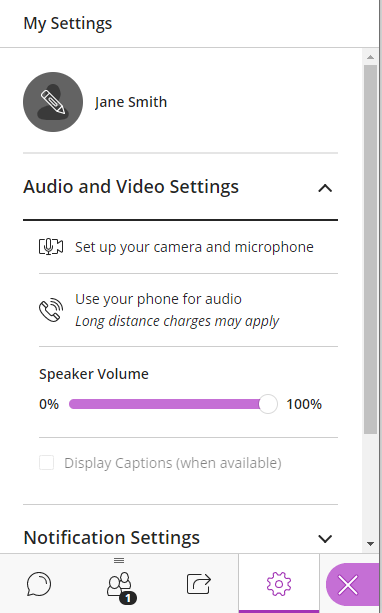 My Settings
Jane Smith
Audio and Video Settings
Set up your camera and microphone
Use your phone for audio
Long distance charges may apply
Speaker Volume
0% 100%
Display Captions (when available)
Notification Settings
1